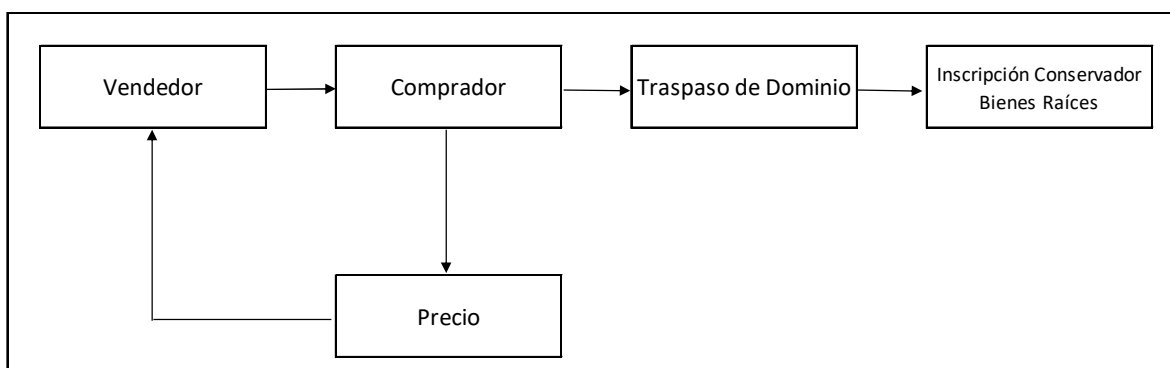 Vendedor
Comprador
Traspaso de Dominio
Inscripción Conservador
Bienes Raíces
Precio